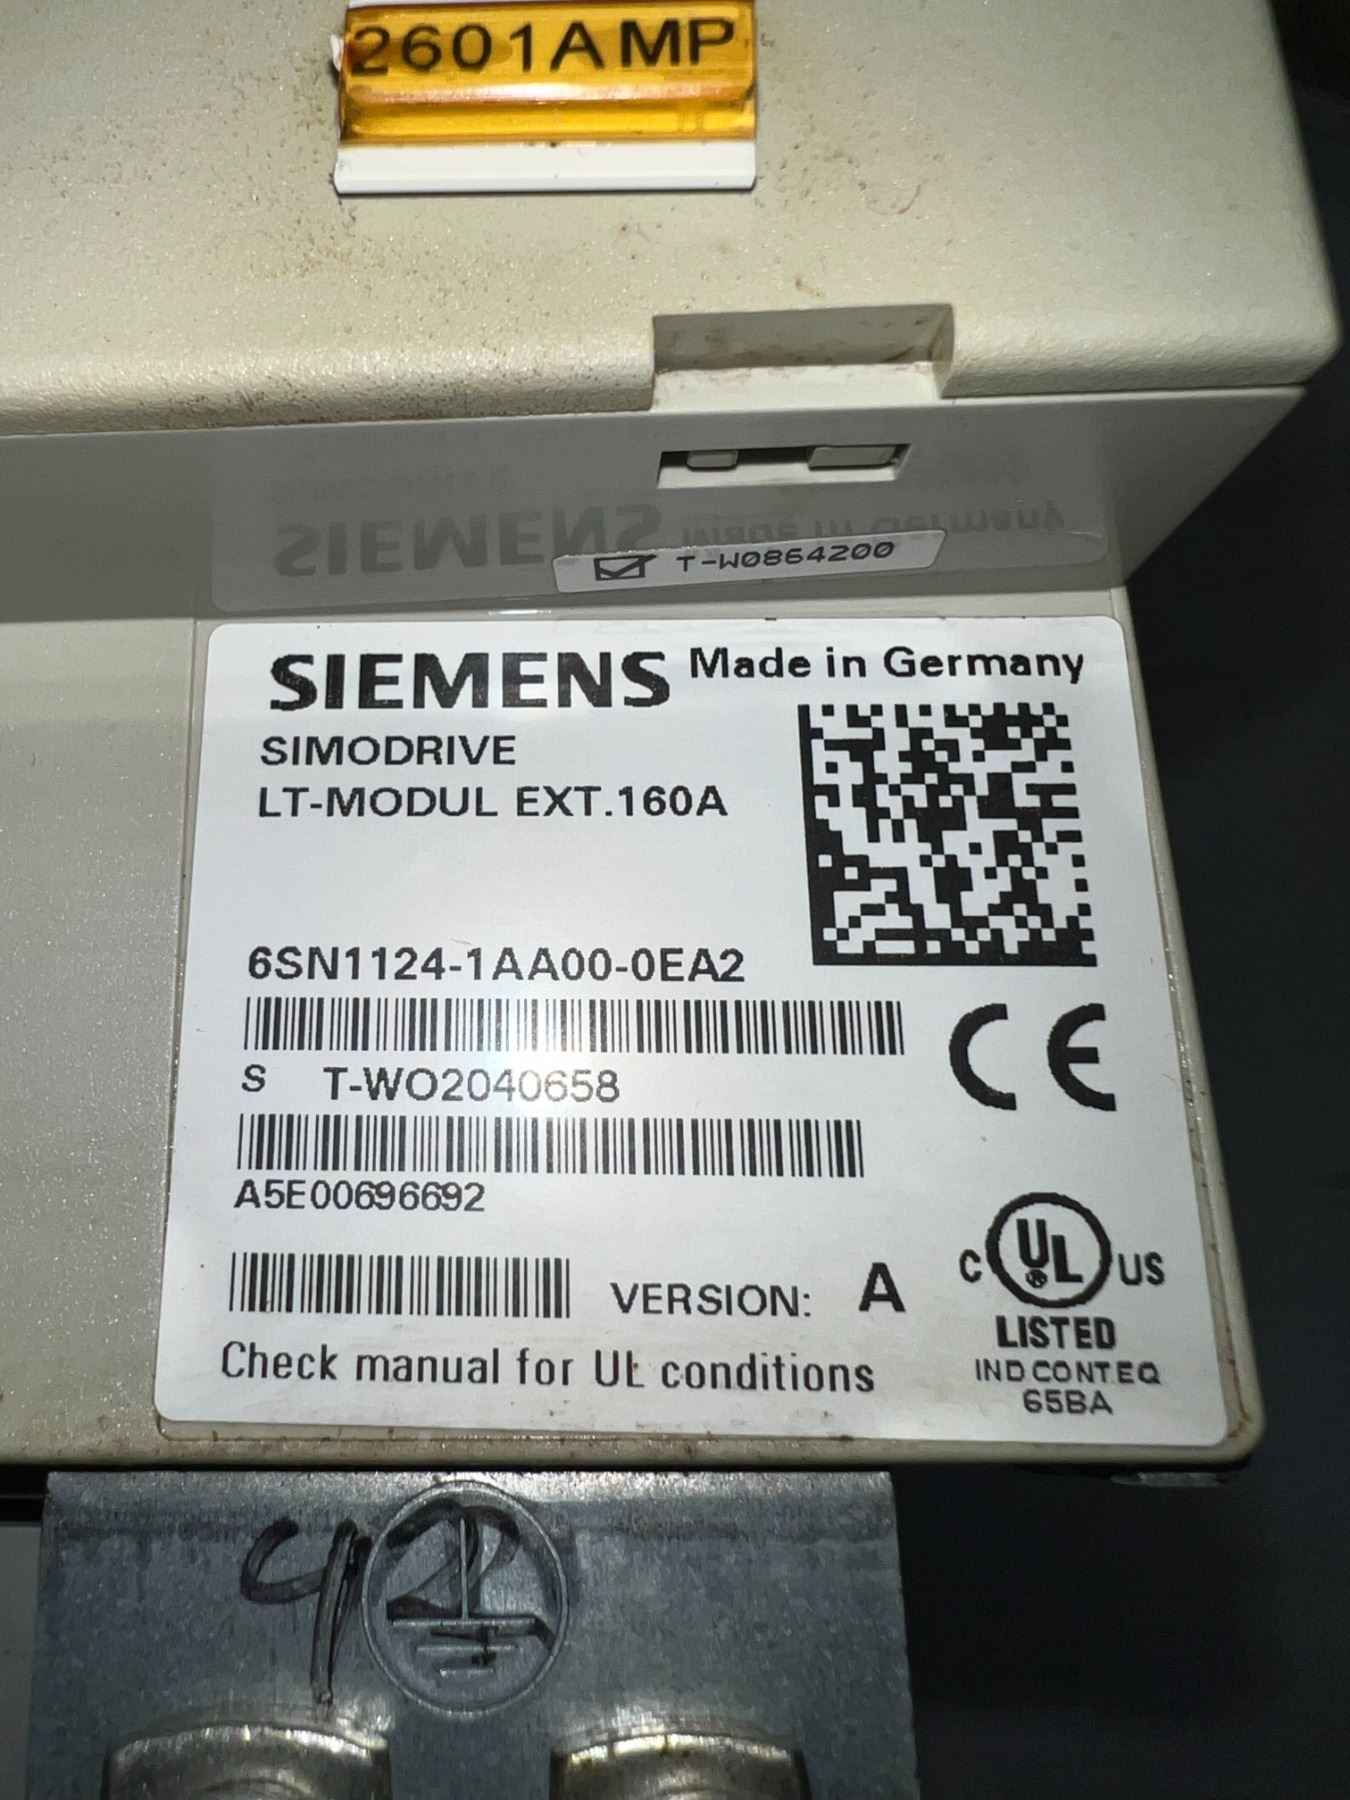 2601AMP
T-W0864200
SIEMENS Made in Germany
SIMODRIVE
LT-MODUL EXT.160A
6SN1124-1AA00-0EA2
S T-WO2040658
A5E00696692
VERSION: A
Check manual for UL conditions
CE
C UL US
®
LISTED
IND.CONT.EQ
65BA